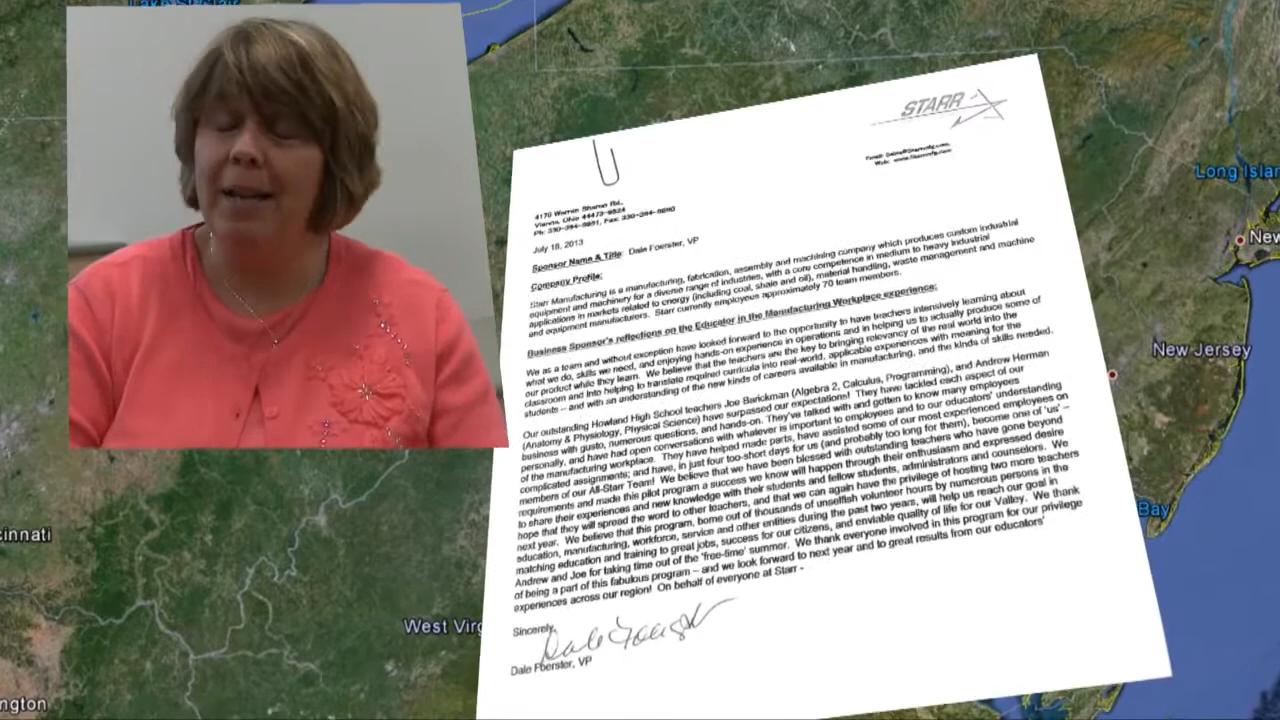 Lake St. Clair
STARR
Web: www.Starrmfg.com
4170 Warren Sharon Rd.,
Vienna, Ohio 44473-9524
July 18, 2013
Sponsor Name & Title: Dale Foerster, VP
Company Profile:
Starr Manufacturing is a manufacturing, fabrication, assembly and machining company which produces custom industrial
equipment and machinery for a diverse range of industries, with a core competence in medium to heavy industrial
applications in markets related to energy (including coal, shale and oil), material handling, waste management and machine
and equipment manufacturers. Starr currently employees approximately 70 team members.
Business Sponsor's reflections on the Educator in the Manufacturing Workplace experience:
We as a team and without exception have looked forward to the opportunity to have teachers intensively learning about
what we do, skills we need, and enjoying hands-on experience in operations and in helping us to actually produce some of
our product while they learn. We believe that the teachers are the key to bringing relevancy of the real world into the
classroom and into helping to translate required curricula into real-world, applicable experiences with meaning for the
students – and with an understanding of the new kinds of careers available in manufacturing, and the kinds of skills needed.
Our outstanding Howland High School teachers Joe Barickman (Algebra 2, Calculus, Programming), and Andrew Herman
(Anatomy & Physiology, Physical Science) have surpassed our expectations! They have tackled each aspect of our
business with gusto, numerous questions, and hands-on. They've talked with and gotten to know many employees
personally, and have had open conversations with whatever is important to employees and to our educators' understanding
of the manufacturing workplace. They have helped made parts, have assisted some of our most experienced employees on
complicated assignments; and have, in just four too-short days for us (and probably too long for them), become one of 'us' –
members of our All-Starr Team! We believe that we have been blessed with outstanding teachers who have gone beyond
requirements and made this pilot program a success we know will happen through their enthusiasm and expressed desire
to share their experiences and new knowledge with their students and fellow students, administrators and counselors. We
hope that they will spread the word to other teachers, and that we can again have the privilege of hosting two more teachers
next year. We believe that this program, borne out of thousands of unselfish volunteer hours by numerous persons in the
education, manufacturing, workforce, service and other entities during the past two years, will help us reach our goal in
matching education and training to great jobs, success for our citizens, and enviable quality of life for our Valley. We thank
Andrew and Joe for taking time out of the 'free-time' summer. We thank everyone involved in this program for our privilege
of being a part of this fabulous program – and we look forward to next year and to great results from our educators'
experiences across our region! On behalf of everyone at Starr -
Sincerely,
Dale Foerster
Dale Foerster, VP
Long Islan
New
New Jersey
Bay
cinnati
West Virg
ngton